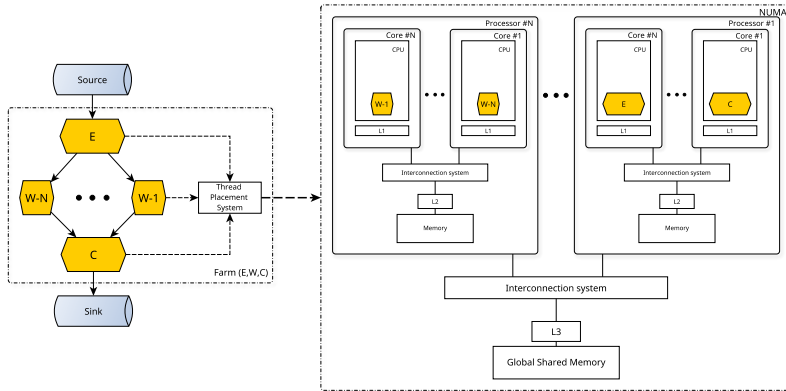 Source
E
W-N
W-1
C
Farm (E,W,C)
Sink
Thread
Placement
System
NUMA
Processor #N
Core #N
CPU
W-1
L1
Core #1
CPU
W-N
L1
Interconnection system
L2
Memory
Processor #1
Core #N
CPU
E
L1
Core #1
CPU
C
L1
Interconnection system
L2
Memory
Interconnection system
L3
Global Shared Memory